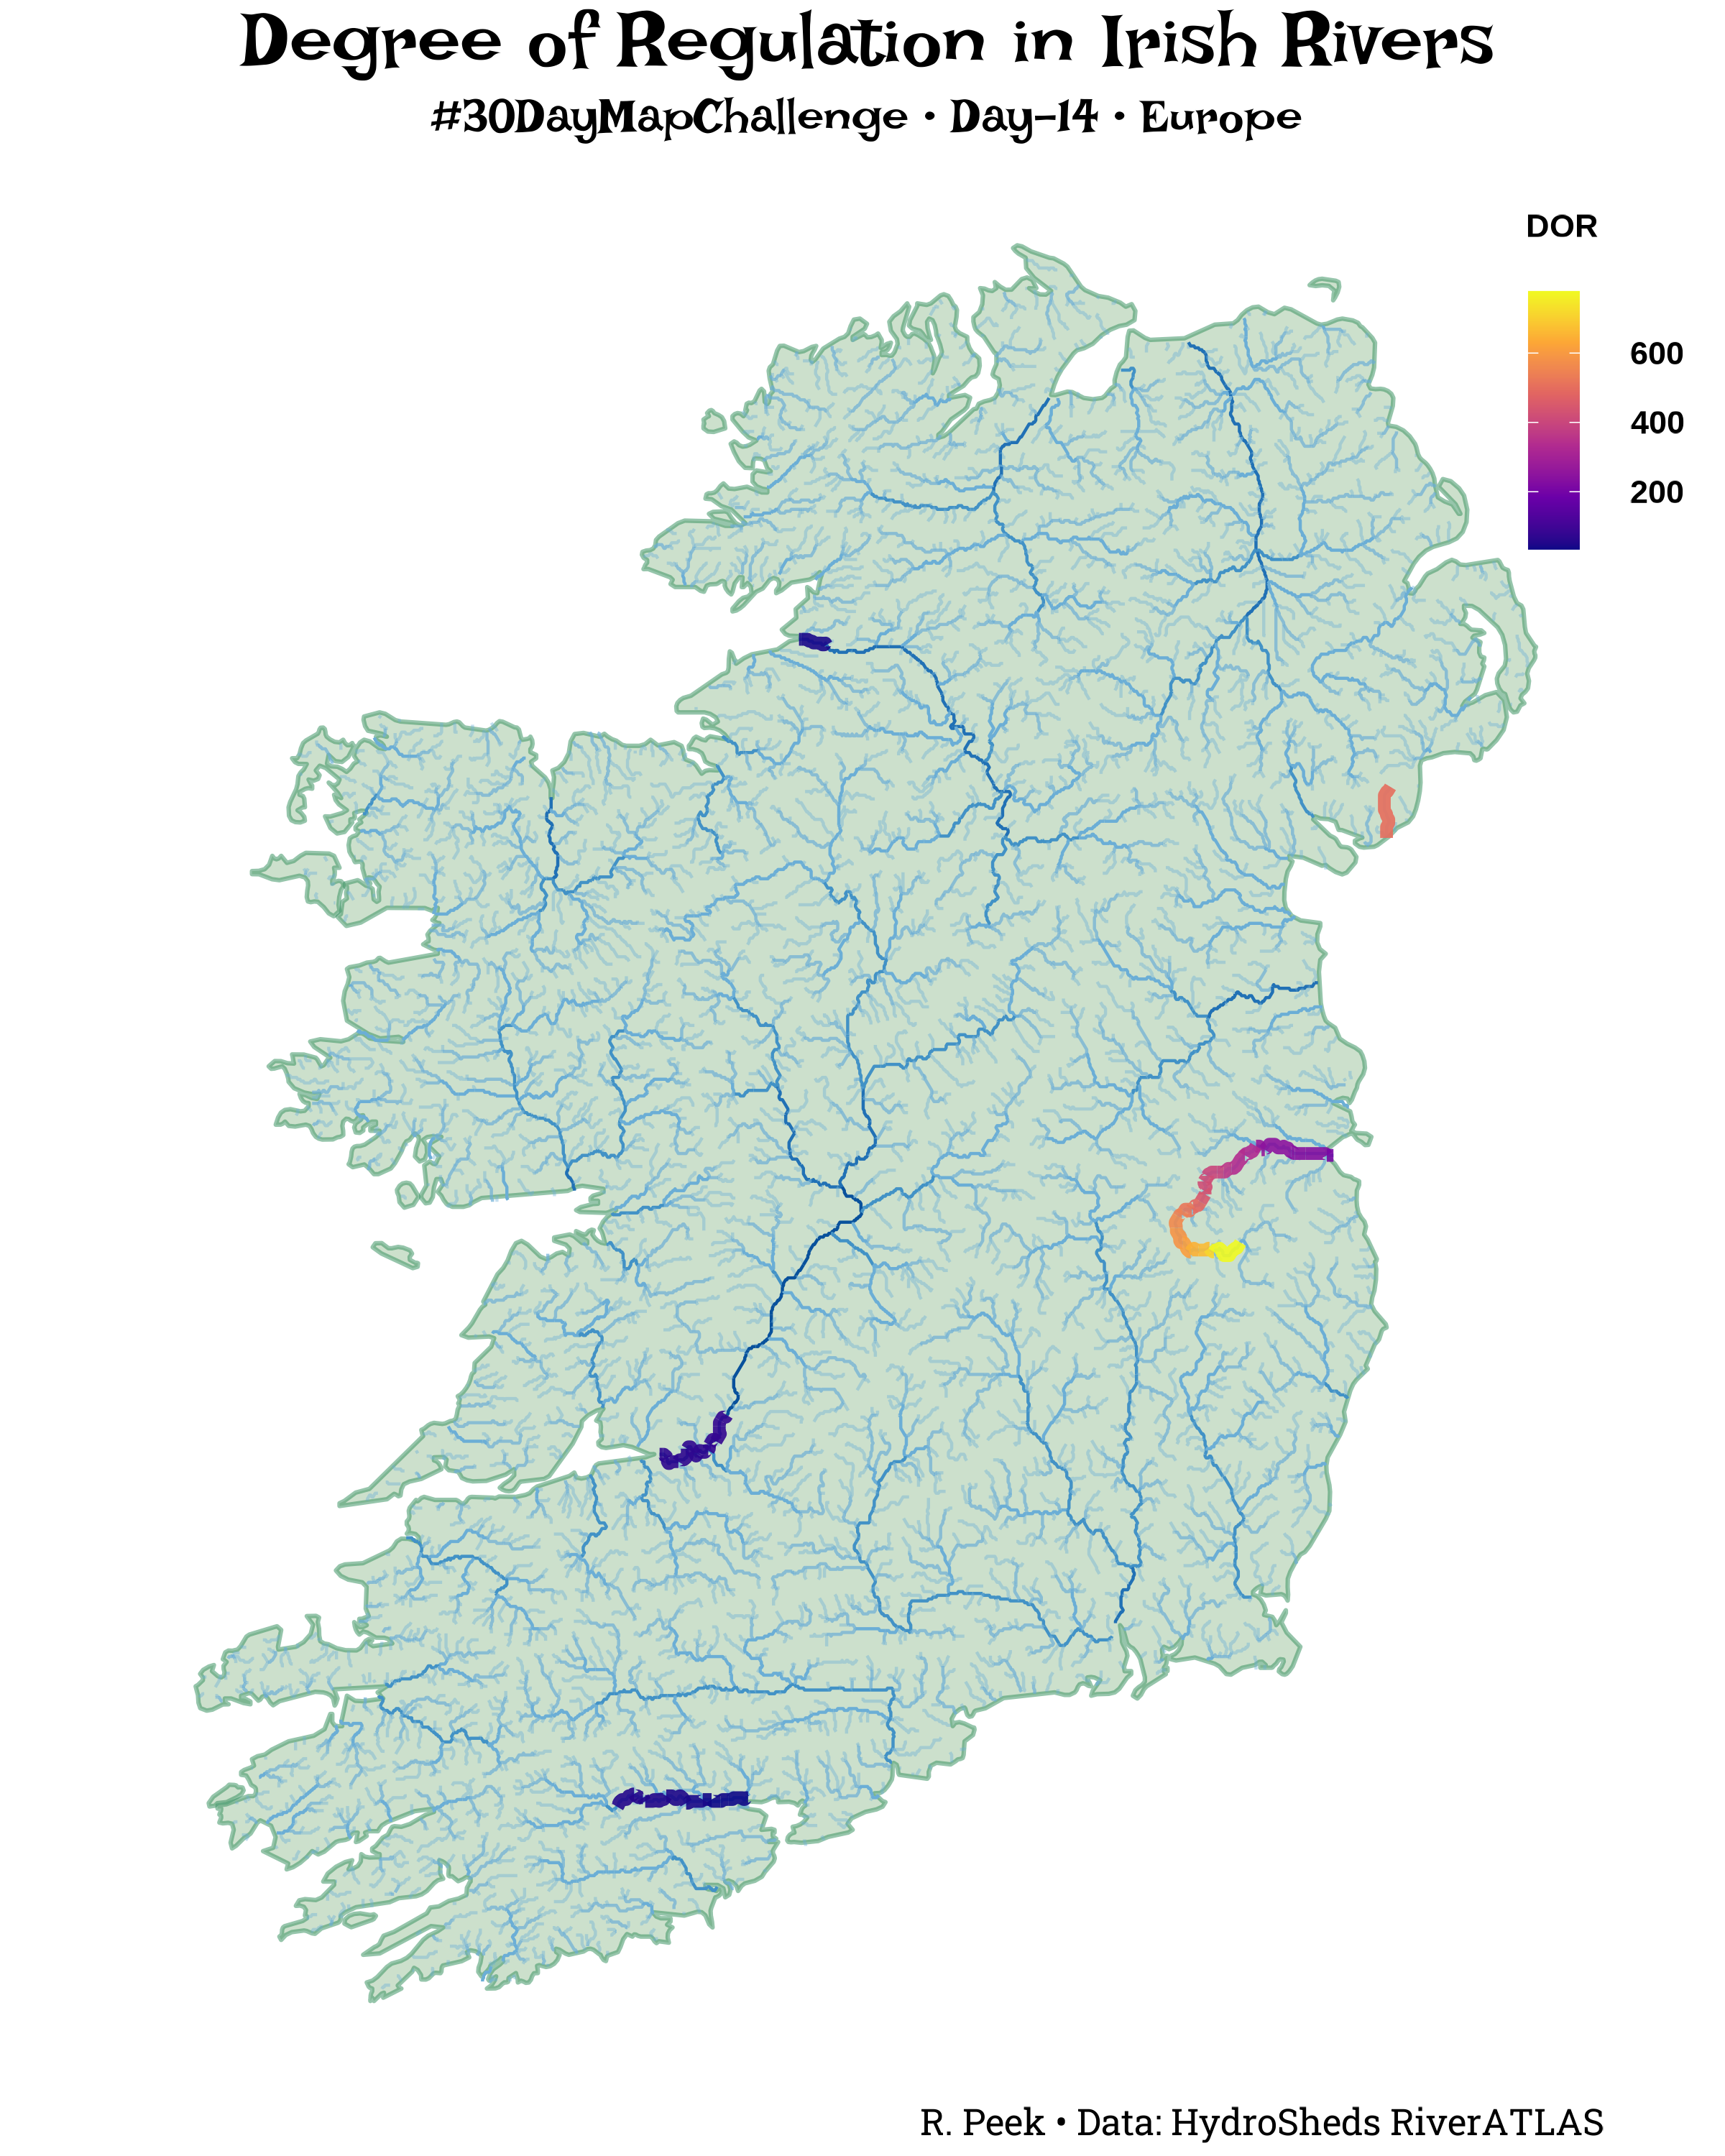 Degree of Regulation in Irish Rivers
#30DayMapChallenge • Day-14 • Europe
DOR
600
400
200
R. Peek • Data: HydroSheds RiverATLAS